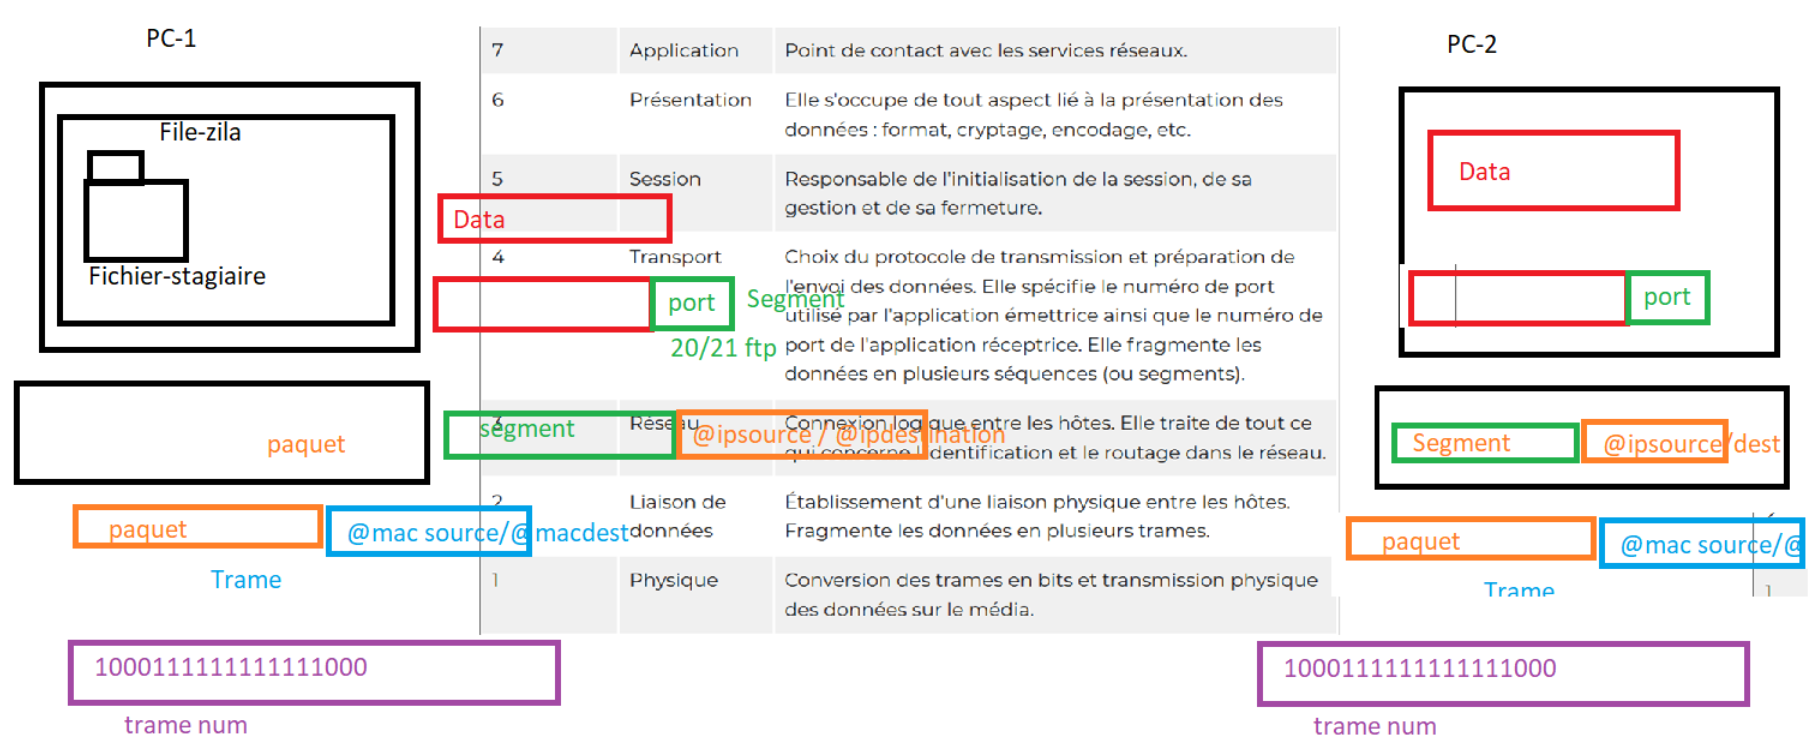 PC-1
File-zila
Fichier-stagiaire
paquet
paquet
@mac source/@macdest
Trame
1000111111111111000
trame num
7 Application Point de contact avec les services réseaux.
6 Présentation Elle s'occupe de tout aspect lié à la présentation des
données : format, cryptage, encodage, etc.
5 Session Responsable de l'initialisation de la session, de sa
gestion et de sa fermeture.
Data
4 Transport Choix du protocole de transmission et préparation de
l'envoi des données. Elle spécifie le numéro de port
utilisé par l'application émettrice ainsi que le numéro de
port de l'application réceptrice. Elle fragmente les
données en plusieurs séquences (ou segments).
port Segment
20/21 ftp
3 Réseau Connexion logique entre les hôtes. Elle traite de tout ce
qui concerne l'identification et le routage dans le réseau.
segment @ipsource / @ipdestination
2 Liaison de données Établissement d'une liaison physique entre les hôtes.
Fragmente les données en plusieurs trames.
1 Physique Conversion des trames en bits et transmission physique
des données sur le média.
PC-2
Data
port
Segment @ipsource/dest
paquet @mac source/@
Trame
1
1000111111111111000
trame num